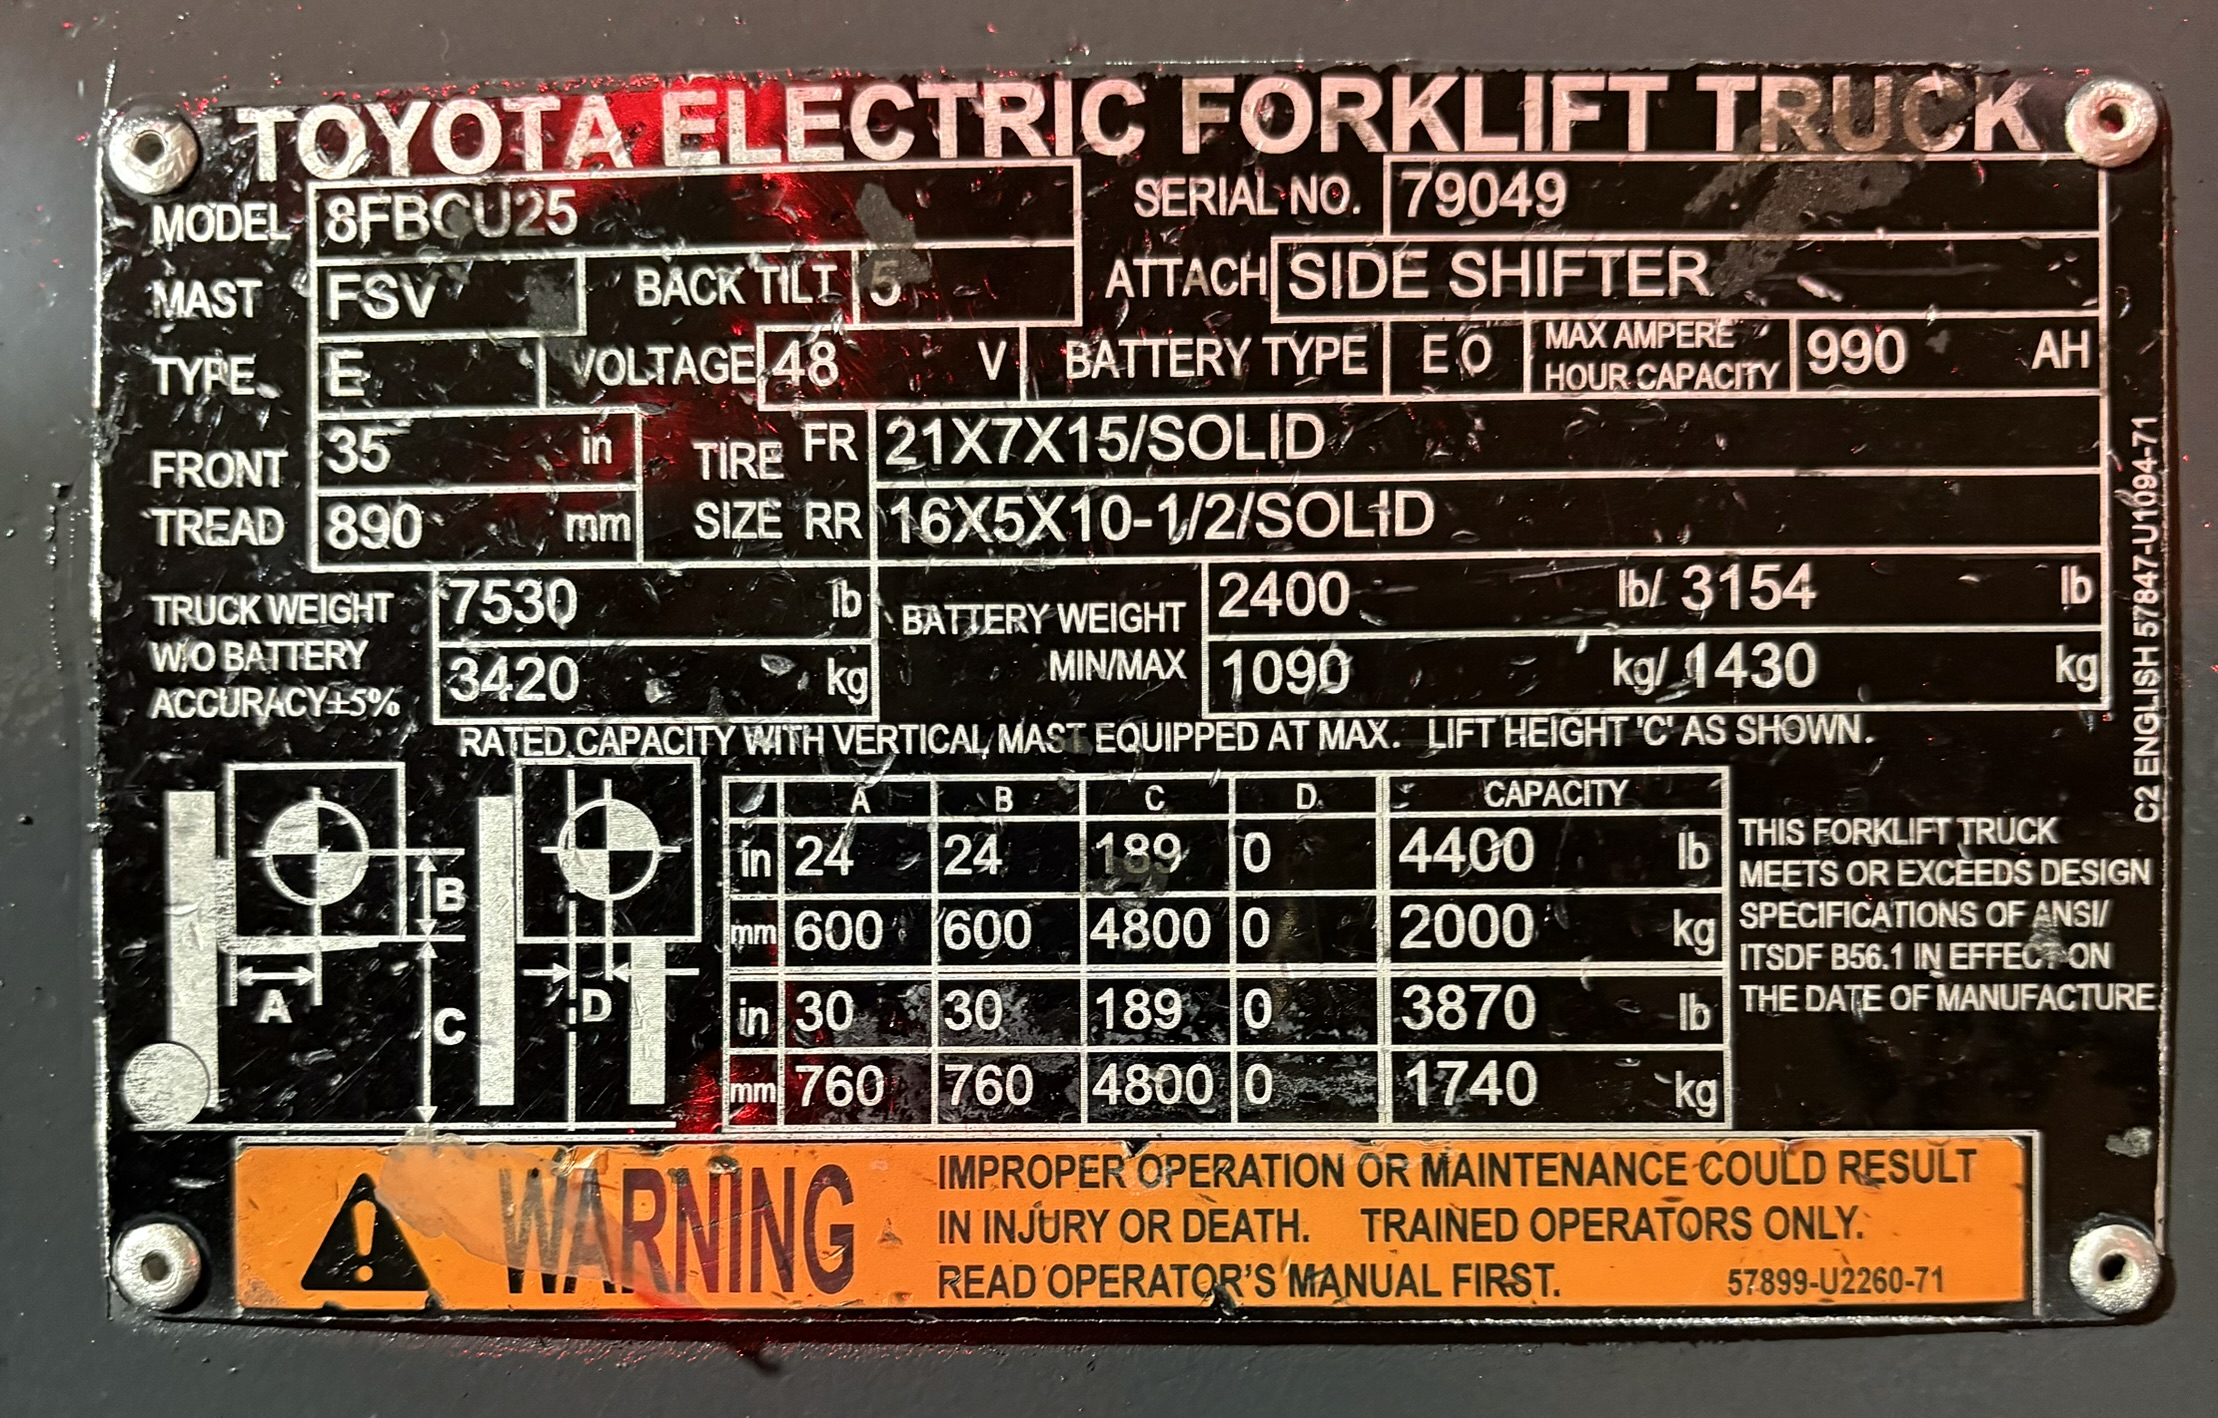 TOYOTA ELECTRIC FORKLIFT TRUCK
MODEL 8FBCU25 SERIAL NO. 79049
MAST FSV BACK TILT 5 ATTACH SIDE SHIFTER
TYPE E VOLTAGE 48 V BATTERY TYPE EO MAX AMPERE HOUR CAPACITY 990 AH
FRONT TREAD 35 in TIRE SIZE FR 21X7X15/SOLID
890 mm RR 16X5X10-1/2/SOLID
TRUCK WEIGHT W/O BATTERY ACCURACY±5% 7530 lb BATTERY WEIGHT MIN/MAX 2400 lb/ 3154 lb
3420 kg 1090 kg/ 1430 kg
RATED CAPACITY WITH VERTICAL MAST EQUIPPED AT MAX. LIFT HEIGHT 'C' AS SHOWN.
A B C D CAPACITY
in 24 24 189 0 4400 lb
mm 600 600 4800 0 2000 kg
in 30 30 189 0 3870 lb
mm 760 760 4800 0 1740 kg
A B C D
THIS FORKLIFT TRUCK
MEETS OR EXCEEDS DESIGN
SPECIFICATIONS OF ANSI/
ITSDF B56.1 IN EFFECT ON
THE DATE OF MANUFACTURE
C2 ENGLISH 57847-U1094-71
WARNING
IMPROPER OPERATION OR MAINTENANCE COULD RESULT
IN INJURY OR DEATH. TRAINED OPERATORS ONLY.
READ OPERATOR'S MANUAL FIRST. 57899-U2260-71